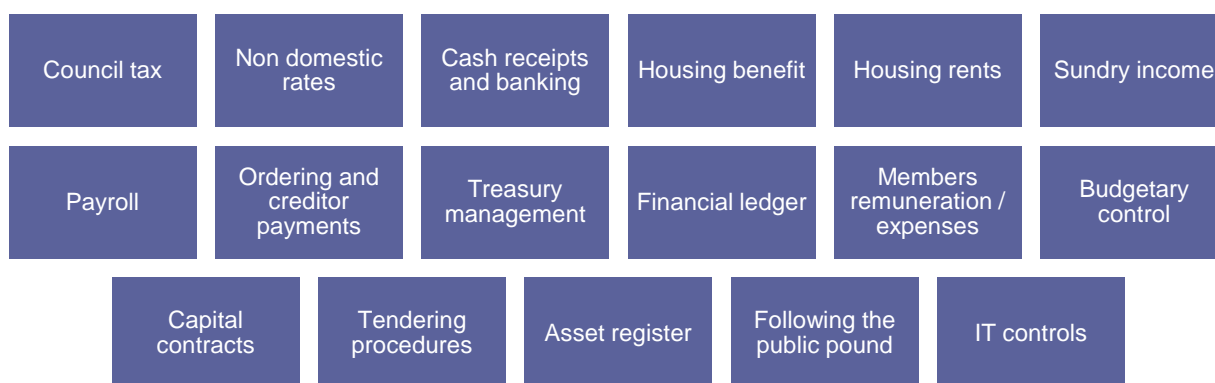 Council tax
Non domestic
rates
Cash receipts
and banking
Housing benefit
Housing rents
Sundry income
Payroll
Ordering and
creditor
payments
Treasury
management
Financial ledger
Members
remuneration /
expenses
Budgetary
control
Capital
contracts
Tendering
procedures
Asset register
Following the
public pound
IT controls